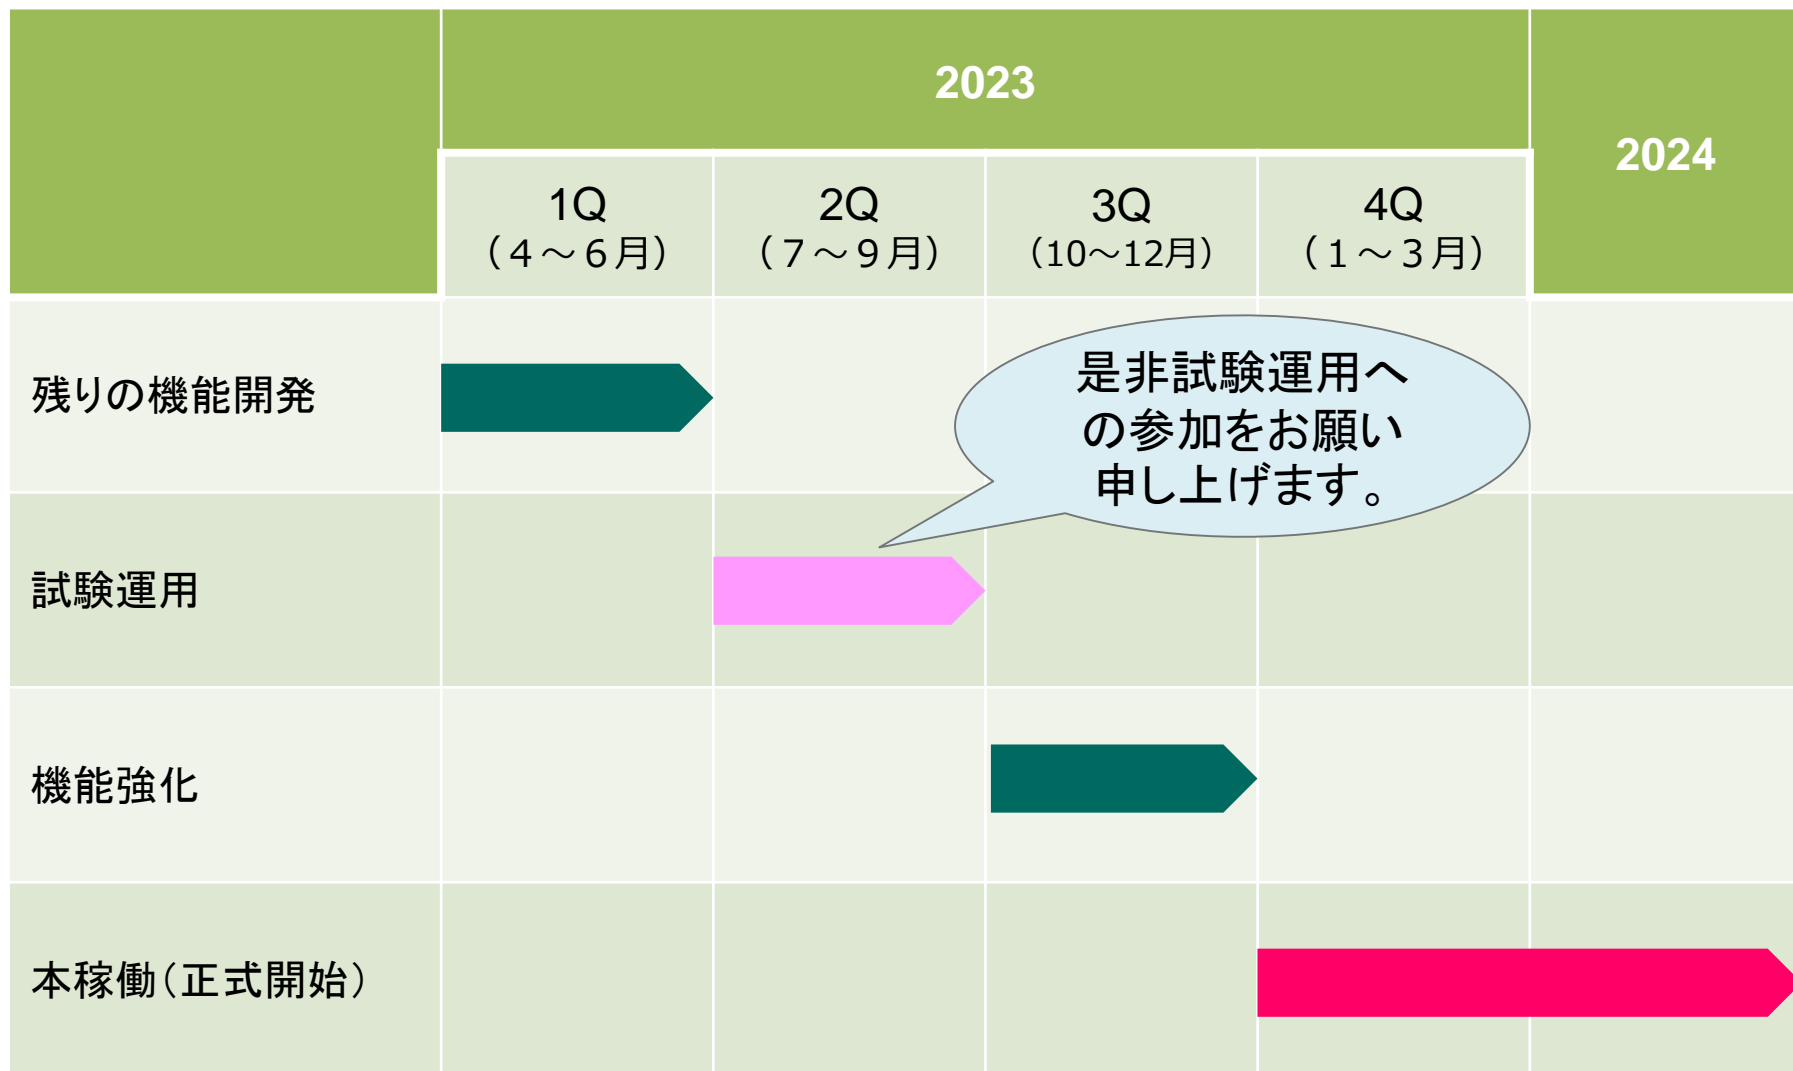 2023
2024
1Q
（４～６月）
2Q
（７～９月）
3Q
（10～12月）
4Q
（１～３月）
残りの機能開発
是非試験運用へ
の参加をお願い
申し上げます。
試験運用
機能強化
本稼働（正式開始）